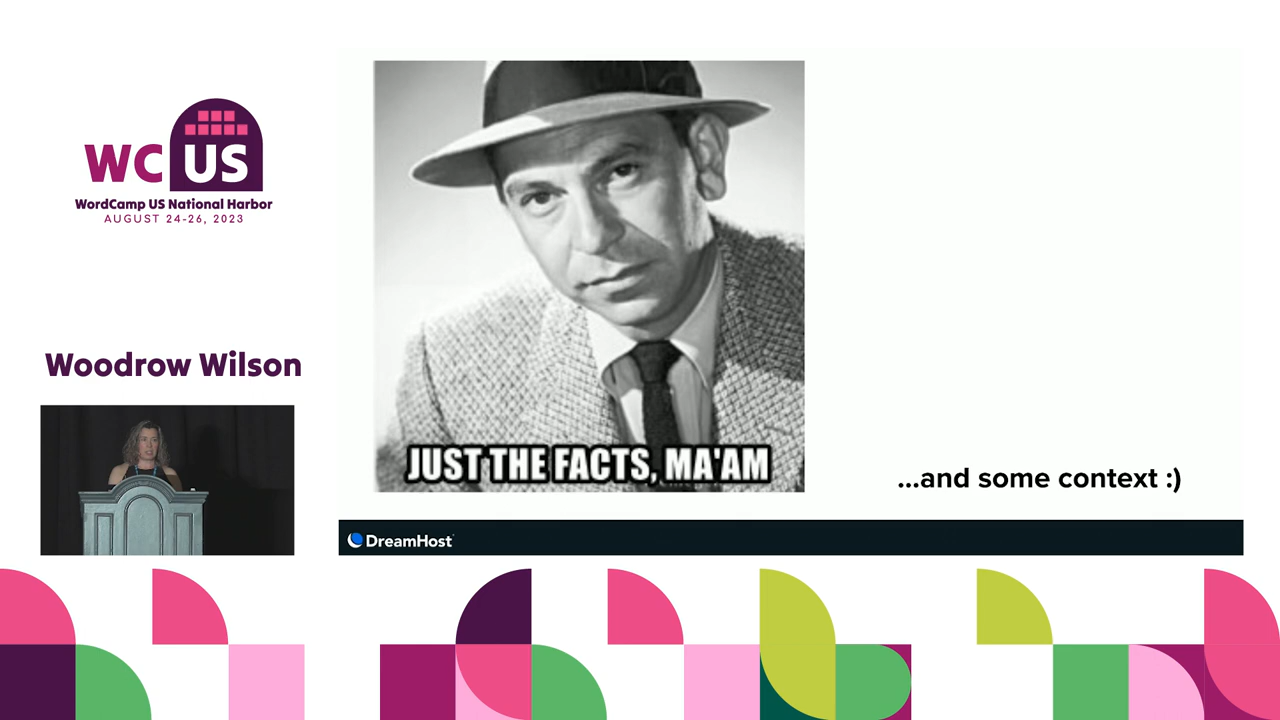 WC US
WordCamp US National Harbor
AUGUST 24-26, 2023
Woodrow Wilson
JUST THE FACTS, MA'AM
...and some context :)
DreamHost